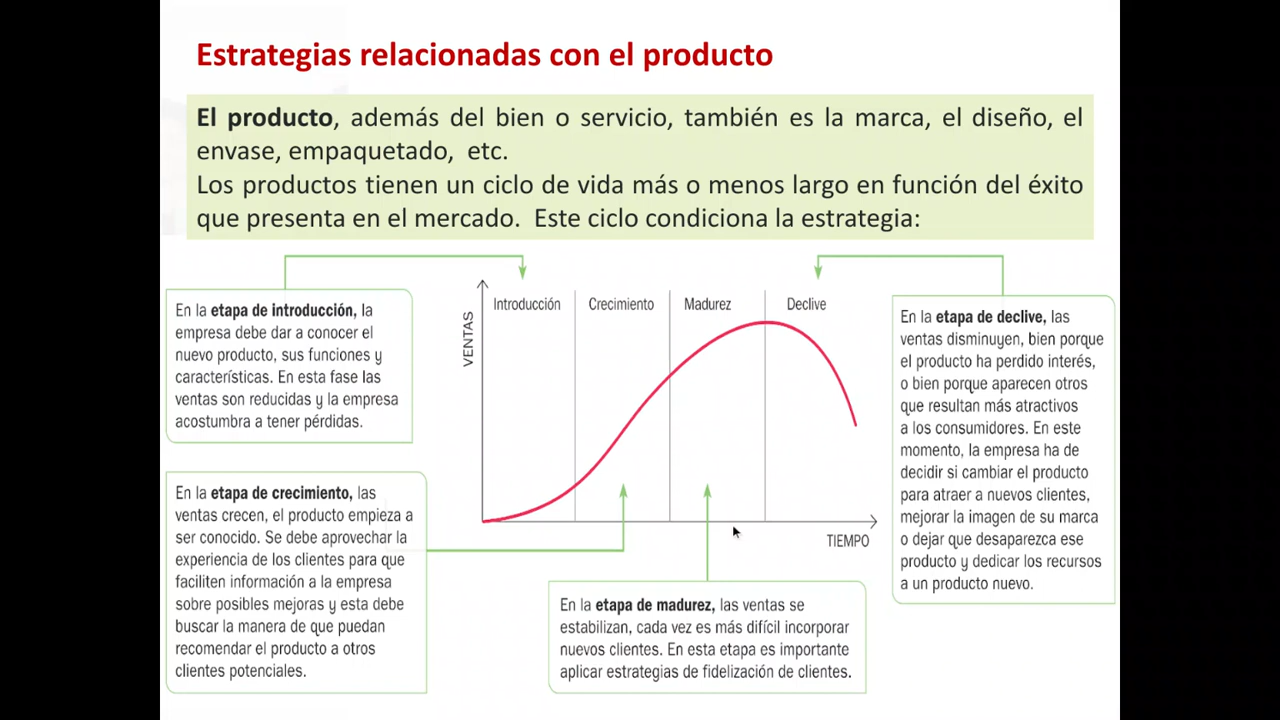 Estrategias relacionadas con el producto
El producto, además del bien o servicio, también es la marca, el diseño, el
envase, empaquetado, etc.
Los productos tienen un ciclo de vida más o menos largo en función del éxito
que presenta en el mercado. Este ciclo condiciona la estrategia:
En la etapa de introducción, la
empresa debe dar a conocer el
nuevo producto, sus funciones y
características. En esta fase las
ventas son reducidas y la empresa
acostumbra a tener pérdidas.
En la etapa de crecimiento, las
ventas crecen, el producto empieza a
ser conocido. Se debe aprovechar la
experiencia de los clientes para que
faciliten información a la empresa
sobre posibles mejoras y esta debe
buscar la manera de que puedan
recomendar el producto a otros
clientes potenciales.
VENTAS
Introducción
Crecimiento
Madurez
Declive
TIEMPO
En la etapa de madurez, las ventas se
estabilizan, cada vez es más difícil incorporar
nuevos clientes. En esta etapa es importante
aplicar estrategias de fidelización de clientes.
En la etapa de declive, las
ventas disminuyen, bien porque
el producto ha perdido interés,
o bien porque aparecen otros
que resultan más atractivos
a los consumidores. En este
momento, la empresa ha de
decidir si cambiar el producto
para atraer a nuevos clientes,
mejorar la imagen de su marca
o dejar que desaparezca ese
producto y dedicar los recursos
a un producto nuevo.